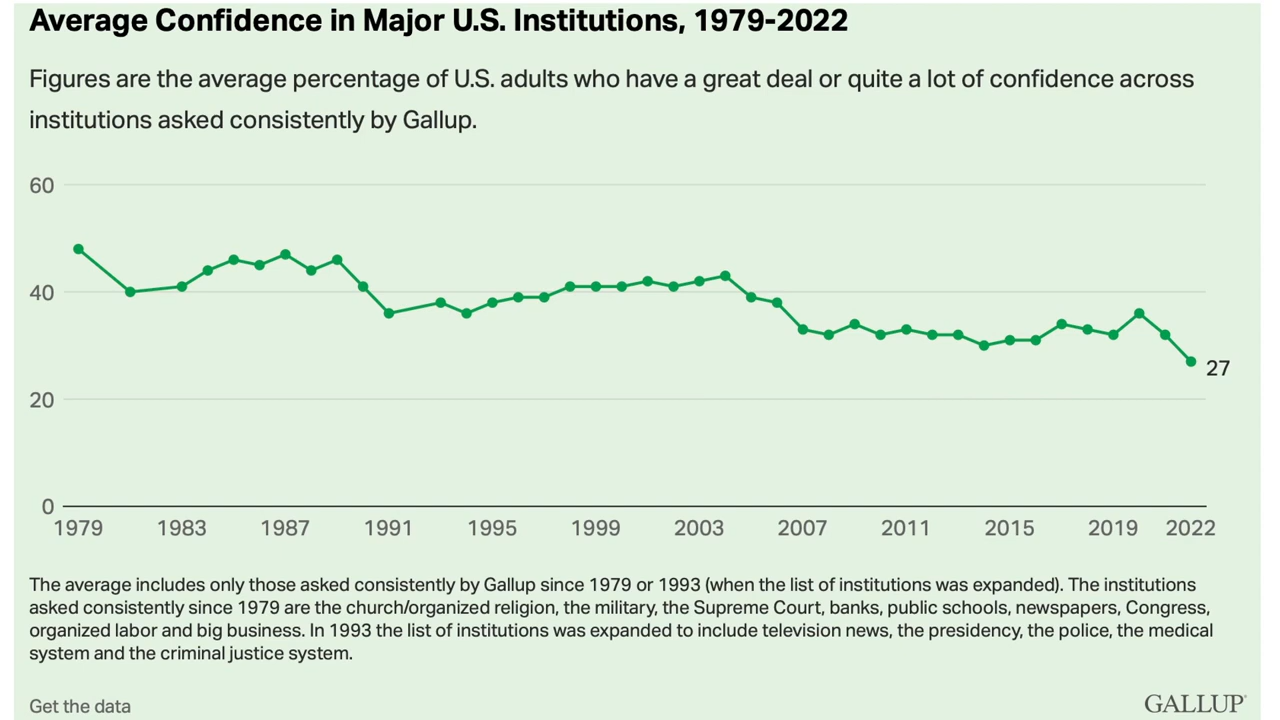 Average Confidence in Major U.S. Institutions, 1979-2022
Figures are the average percentage of U.S. adults who have a great deal or quite a lot of confidence across
institutions asked consistently by Gallup.
60
40
20
0
27
1979 1983 1987 1991 1995 1999 2003 2007 2011 2015 2019 2022
The average includes only those asked consistently by Gallup since 1979 or 1993 (when the list of institutions was expanded). The institutions
asked consistently since 1979 are the church/organized religion, the military, the Supreme Court, banks, public schools, newspapers, Congress,
organized labor and big business. In 1993 the list of institutions was expanded to include television news, the presidency, the police, the medical
system and the criminal justice system.
Get the data
GALLUP